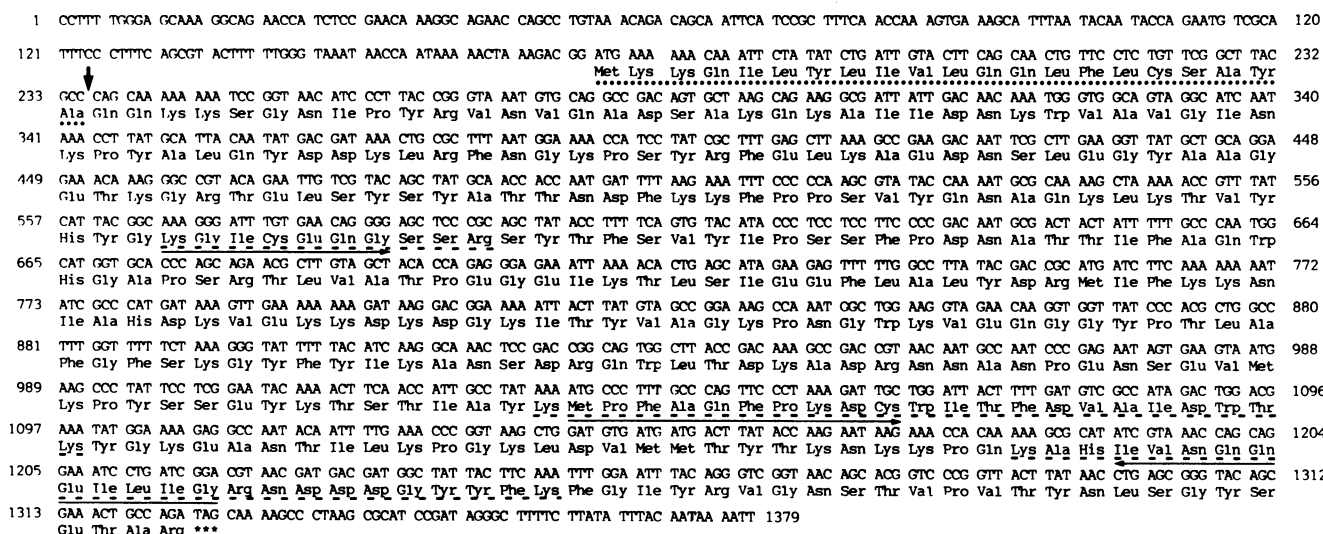 1 CCTTT TGGGA GCAAA GGCAG AACCA TCTCC GAACA AAGGC AGAAC CAGCC TGTAA ACAGA CAGCA ATTCA TCCGC TTTCA ACCAA AGTGA AAGCA TTTAA TACAA TACCA GAATG TCGCA 120
121 TTTCC CTTTC AGCGT ACTTT TTGGG TAAAT AACCA ATAAA AACTA AAGAC GG ATG AAA AAA CAA ATT CTA TAT CTG ATT GTA CTT CAG CAA CTG TTC CTC TGT TCG GCT TAC 232
Met Lys Lys Gln Ile Leu Tyr Leu Ile Val Leu Gln Gln Leu Phe Leu Cys Ser Ala Tyr
233 GCC CAG CAA AAA AAA TCC GGT AAC ATC CCT TAC CGG GTA AAT GTG CAG GCC GAC AGT GCT AAG CAG AAG GCG ATT ATT GAC AAC AAA TGG GTG GCA GTA GGC ATC AAT 340
Ala Gln Gln Lys Lys Ser Gly Asn Ile Pro Tyr Arg Val Asn Val Gln Ala Asp Ser Ala Lys Gln Lys Ala Ile Ile Asp Asn Lys Trp Val Ala Val Gly Ile Asn
341 AAA CCT TAT GCA TTA CAA TAT GAC GAT AAA CTG CGC TTT AAT GGA AAA CCA TCC TAT CGC TTT GAG CTT AAA GCC GAA GAC AAT TCG CTT GAA GGT TAT GCT GCA GGA 448
Lys Pro Tyr Ala Leu Gln Tyr Asp Asp Lys Leu Arg Phe Asn Gly Lys Pro Ser Tyr Arg Phe Glu Leu Lys Ala Glu Asp Asn Ser Leu Glu Gly Tyr Ala Ala Gly
449 GAA ACA AAG GGC CGT ACA GAA TTG TCG TAC AGC TAT GCA ACC ACC AAT GAT TTT AAG AAA TTT CCC CCA AGC GTA TAC CAA AAT GCG CAA AAG CTA AAA ACC GTT TAT 556
Glu Thr Lys Gly Arg Thr Glu Leu Ser Tyr Ser Tyr Ala Thr Thr Asn Asp Phe Lys Lys Phe Pro Pro Ser Val Tyr Gln Asn Ala Gln Lys Leu Lys Thr Val Tyr
557 CAT TAC GGC AAA GGG ATT TGT GAA CAG GGG AGC TCC CGC AGC TAT ACC TTT TCA GTG TAC ATA CCC TCC TCC TTC CCC GAC AAT GCG ACT ACT ATT TTT GCC CAA TGG 664
His Tyr Gly Lys Gly Ile Cys Glu Gln Gly Ser Ser Arg Ser Tyr Thr Phe Ser Val Tyr Ile Pro Ser Ser Phe Pro Asp Asn Ala Thr Thr Ile Phe Ala Gln Trp
665 CAT GGT GCA CCC AGC AGA ACG CTT GTA GCT ACA CCA GAG GGA GAA ATT AAA ACA CTG AGC ATA GAA GAG TTT TTG GCC TTA TAC GAC CGC ATG ATC TTC AAA AAA AAT 772
His Gly Ala Pro Ser Arg Thr Leu Val Ala Thr Pro Glu Gly Glu Ile Lys Thr Leu Ser Ile Glu Glu Phe Leu Ala Leu Tyr Asp Arg Met Ile Phe Lys Lys Asn
773 ATC GCC CAT GAT AAA GTT GAA AAA AAA GAT AAG GAC GGA AAA ATT ACT TAT GTA GCC GGA AAG CCA AAT GGC TGG AAG GTA GAA CAA GGT GGT TAT CCC ACG CTG GCC 880
Ile Ala His Asp Lys Val Glu Lys Lys Asp Lys Asp Gly Lys Ile Thr Tyr Val Ala Gly Lys Pro Asn Gly Trp Lys Val Glu Gln Gly Gly Tyr Pro Thr Leu Ala
881 TTT GGT TTT TCT AAA GGG TAT TTT TAC ATC AAG GCA AAC TCC GAC CGG CAG TGG CTT ACC GAC AAA GCC GAC CGT AAC AAT GCC AAT CCC GAG AAT AGT GAA GTA ATG 988
Phe Gly Phe Ser Lys Gly Tyr Phe Tyr Ile Lys Ala Asn Ser Asp Arg Gln Trp Leu Thr Asp Lys Ala Asp Arg Asn Asn Ala Asn Pro Glu Asn Ser Glu Val Met
989 AAG CCC TAT TCC TCG GAA TAC AAA ACT TCA ACC ATT GCC TAT AAA ATG CCC TTT GCC CAG TTC CCT AAA GAT TGC TGG ATT ACT TTT GAT GTC GCC ATA GAC TGG ACG 1096
Lys Pro Tyr Ser Ser Glu Tyr Lys Thr Ser Thr Ile Ala Tyr Lys Met Pro Phe Ala Gln Phe Pro Lys Asp Cys Trp Ile Thr Phe Asp Val Ala Ile Asp Trp Thr
1097 AAA TAT GGA AAA GAG GCC AAT ACA ATT TTG AAA CCC GGT AAG CTG GAT GTG ATG ATG ACT TAT ACC AAG AAT AAG AAA CCA CAA AAA GCG CAT ATC GTA AAC CAG CAG 1204
Lys Tyr Gly Lys Glu Ala Asn Thr Ile Leu Lys Pro Gly Lys Leu Asp Val Met Met Thr Tyr Thr Lys Asn Lys Lys Pro Gln Lys Ala His Ile Val Asn Gln Gln
1205 GAA ATC CTG ATC GGA CGT AAC GAT GAC GAT GGC TAT TAC TTC AAA TTT GGA ATT TAC AGG GTC GGT AAC AGC ACG GTC CCG GTT ACT TAT AAC CTG AGC GGG TAC AGC 1312
Glu Ile Leu Ile Gly Arg Asn Asp Asp Asp Gly Tyr Tyr Phe Lys Phe Gly Ile Tyr Arg Val Gly Asn Ser Thr Val Pro Val Thr Tyr Asn Leu Ser Gly Tyr Ser
1313 GAA ACT GCC AGA TAG CAA AAGCC CTAAG CGCAT CCGAT AGGGC TTTTC TTATA TTTAC AATAA AATT 1379
Glu Thr Ala Arg ***